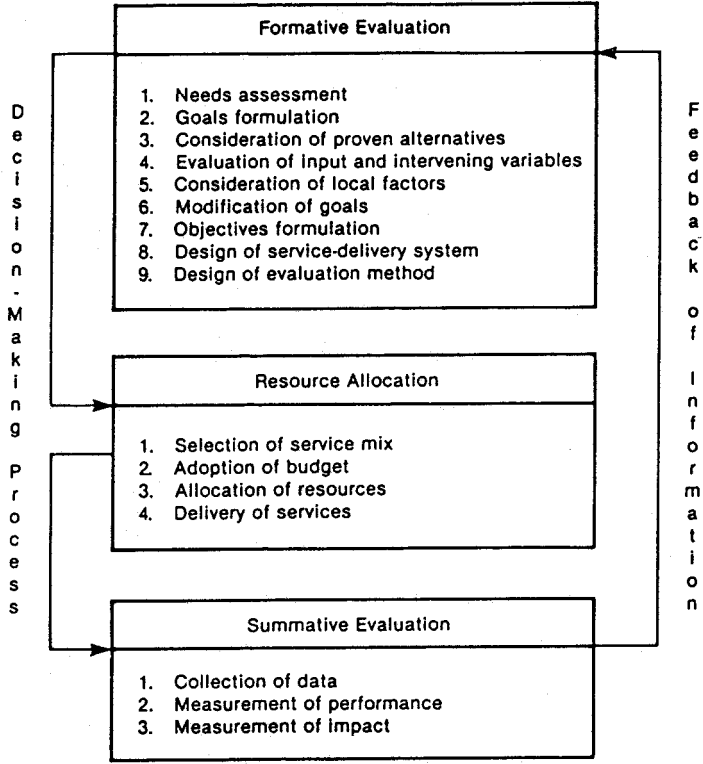 Formative Evaluation
1. Needs assessment
2. Goals formulation
3. Consideration of proven alternatives
4. Evaluation of input and intervening variables
5. Consideration of local factors
6. Modification of goals
7. Objectives formulation
8. Design of service-delivery system
9. Design of evaluation method
Decision-Making Process
Resource Allocation
1. Selection of service mix
2. Adoption of budget
3. Allocation of resources
4. Delivery of services
Summative Evaluation
1. Collection of data
2. Measurement of performance
3. Measurement of impact
Feedback of Information